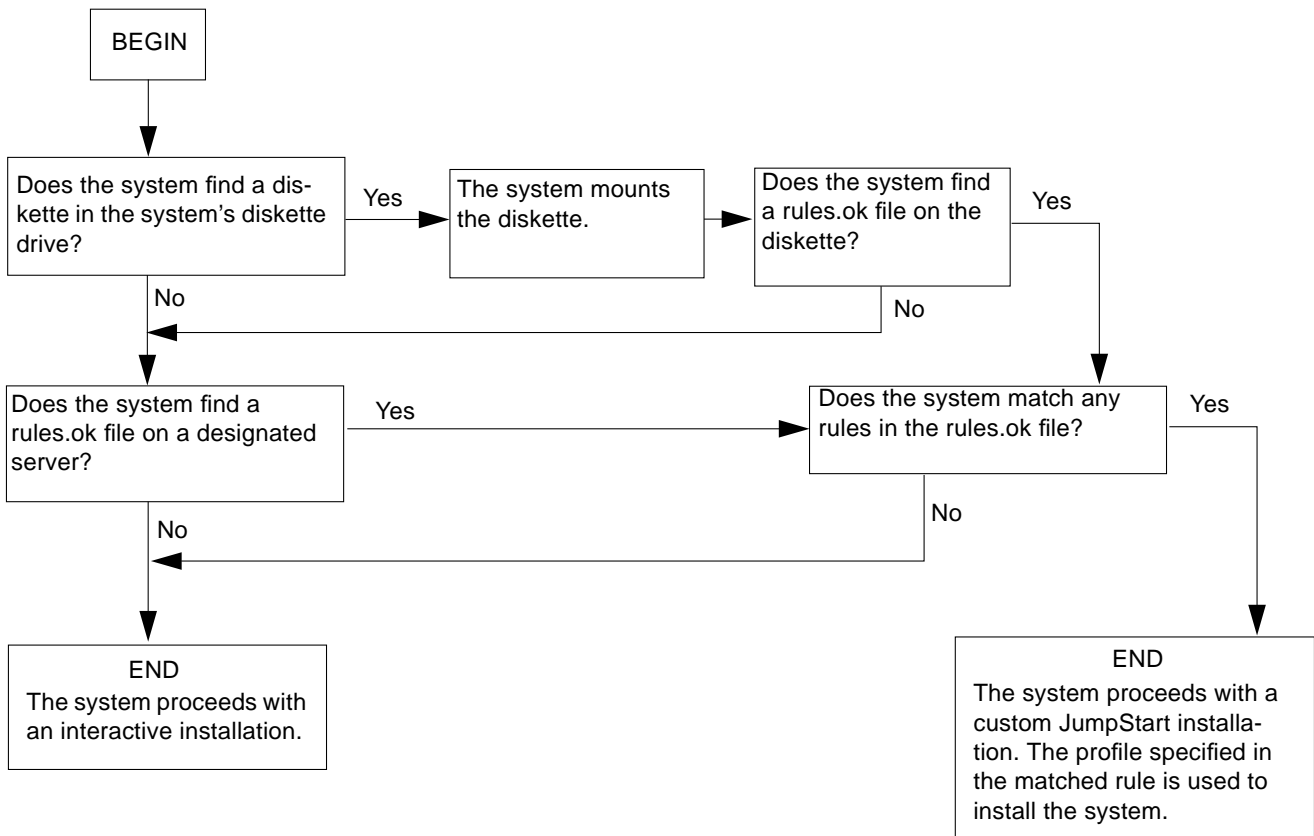 BEGIN
Does the system find a dis-
kette in the system’s diskette
drive?
Yes
The system mounts
the diskette.
Does the system find
a rules.ok file on the
diskette?
Yes
No
No
Does the system find a
rules.ok file on a designated
server?
Yes
Does the system match any
rules in the rules.ok file?
Yes
No
No
END
The system proceeds with
an interactive installation.
END
The system proceeds with a
custom JumpStart installa-
tion. The profile specified in
the matched rule is used to
install the system.